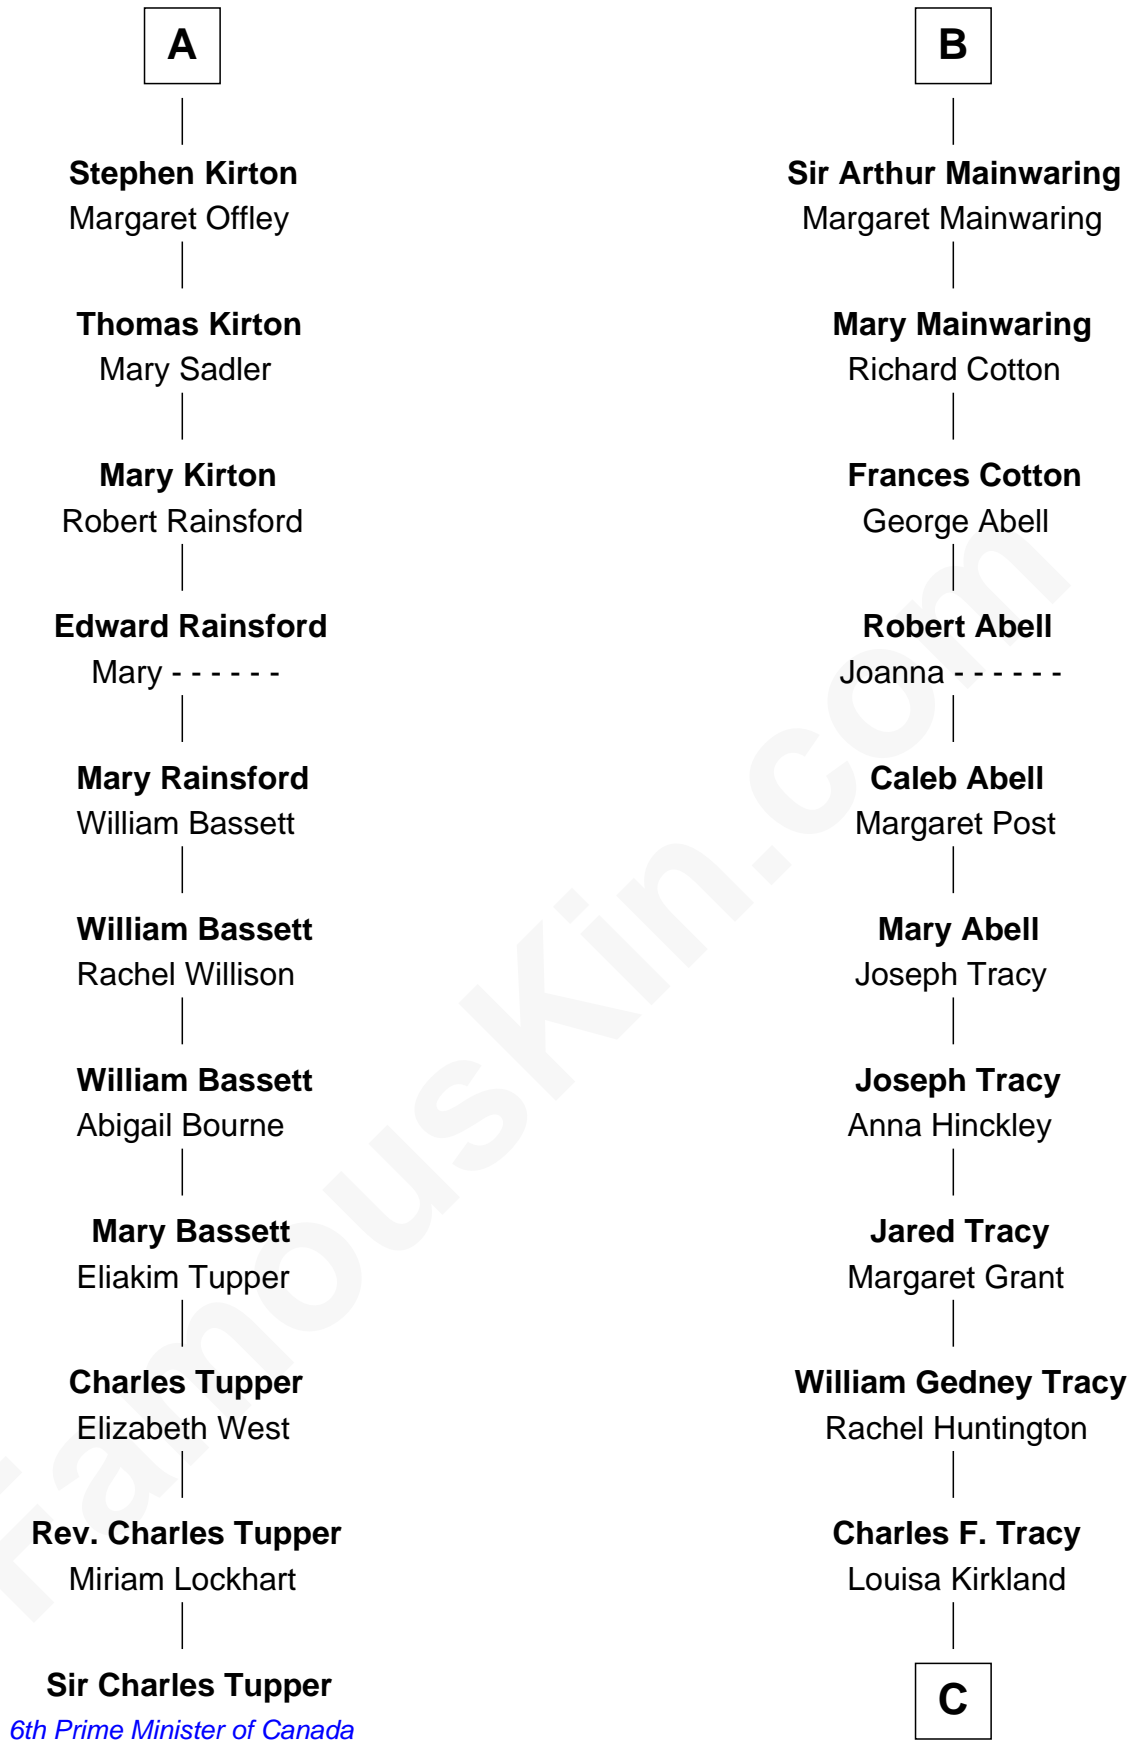 A
Stephen Kirton
Margaret Offley
Thomas Kirton
Mary Sadler
Mary Kirton
Robert Rainsford
Edward Rainsford
Mary - - - - - -
Mary Rainsford
William Bassett
William Bassett
Rachel Willison
William Bassett
Abigail Bourne
Mary Bassett
Eliakim Tupper
Charles Tupper
Elizabeth West
Rev. Charles Tupper
Miriam Lockhart
Sir Charles Tupper
6th Prime Minister of Canada
B
Sir Arthur Mainwaring
Margaret Mainwaring
Mary Mainwaring
Richard Cotton
Frances Cotton
George Abell
Robert Abell
Joanna - - - - - -
Caleb Abell
Margaret Post
Mary Abell
Joseph Tracy
Joseph Tracy
Anna Hinckley
Jared Tracy
Margaret Grant
William Gedney Tracy
Rachel Huntington
Charles F. Tracy
Louisa Kirkland
C
FamousKin.com